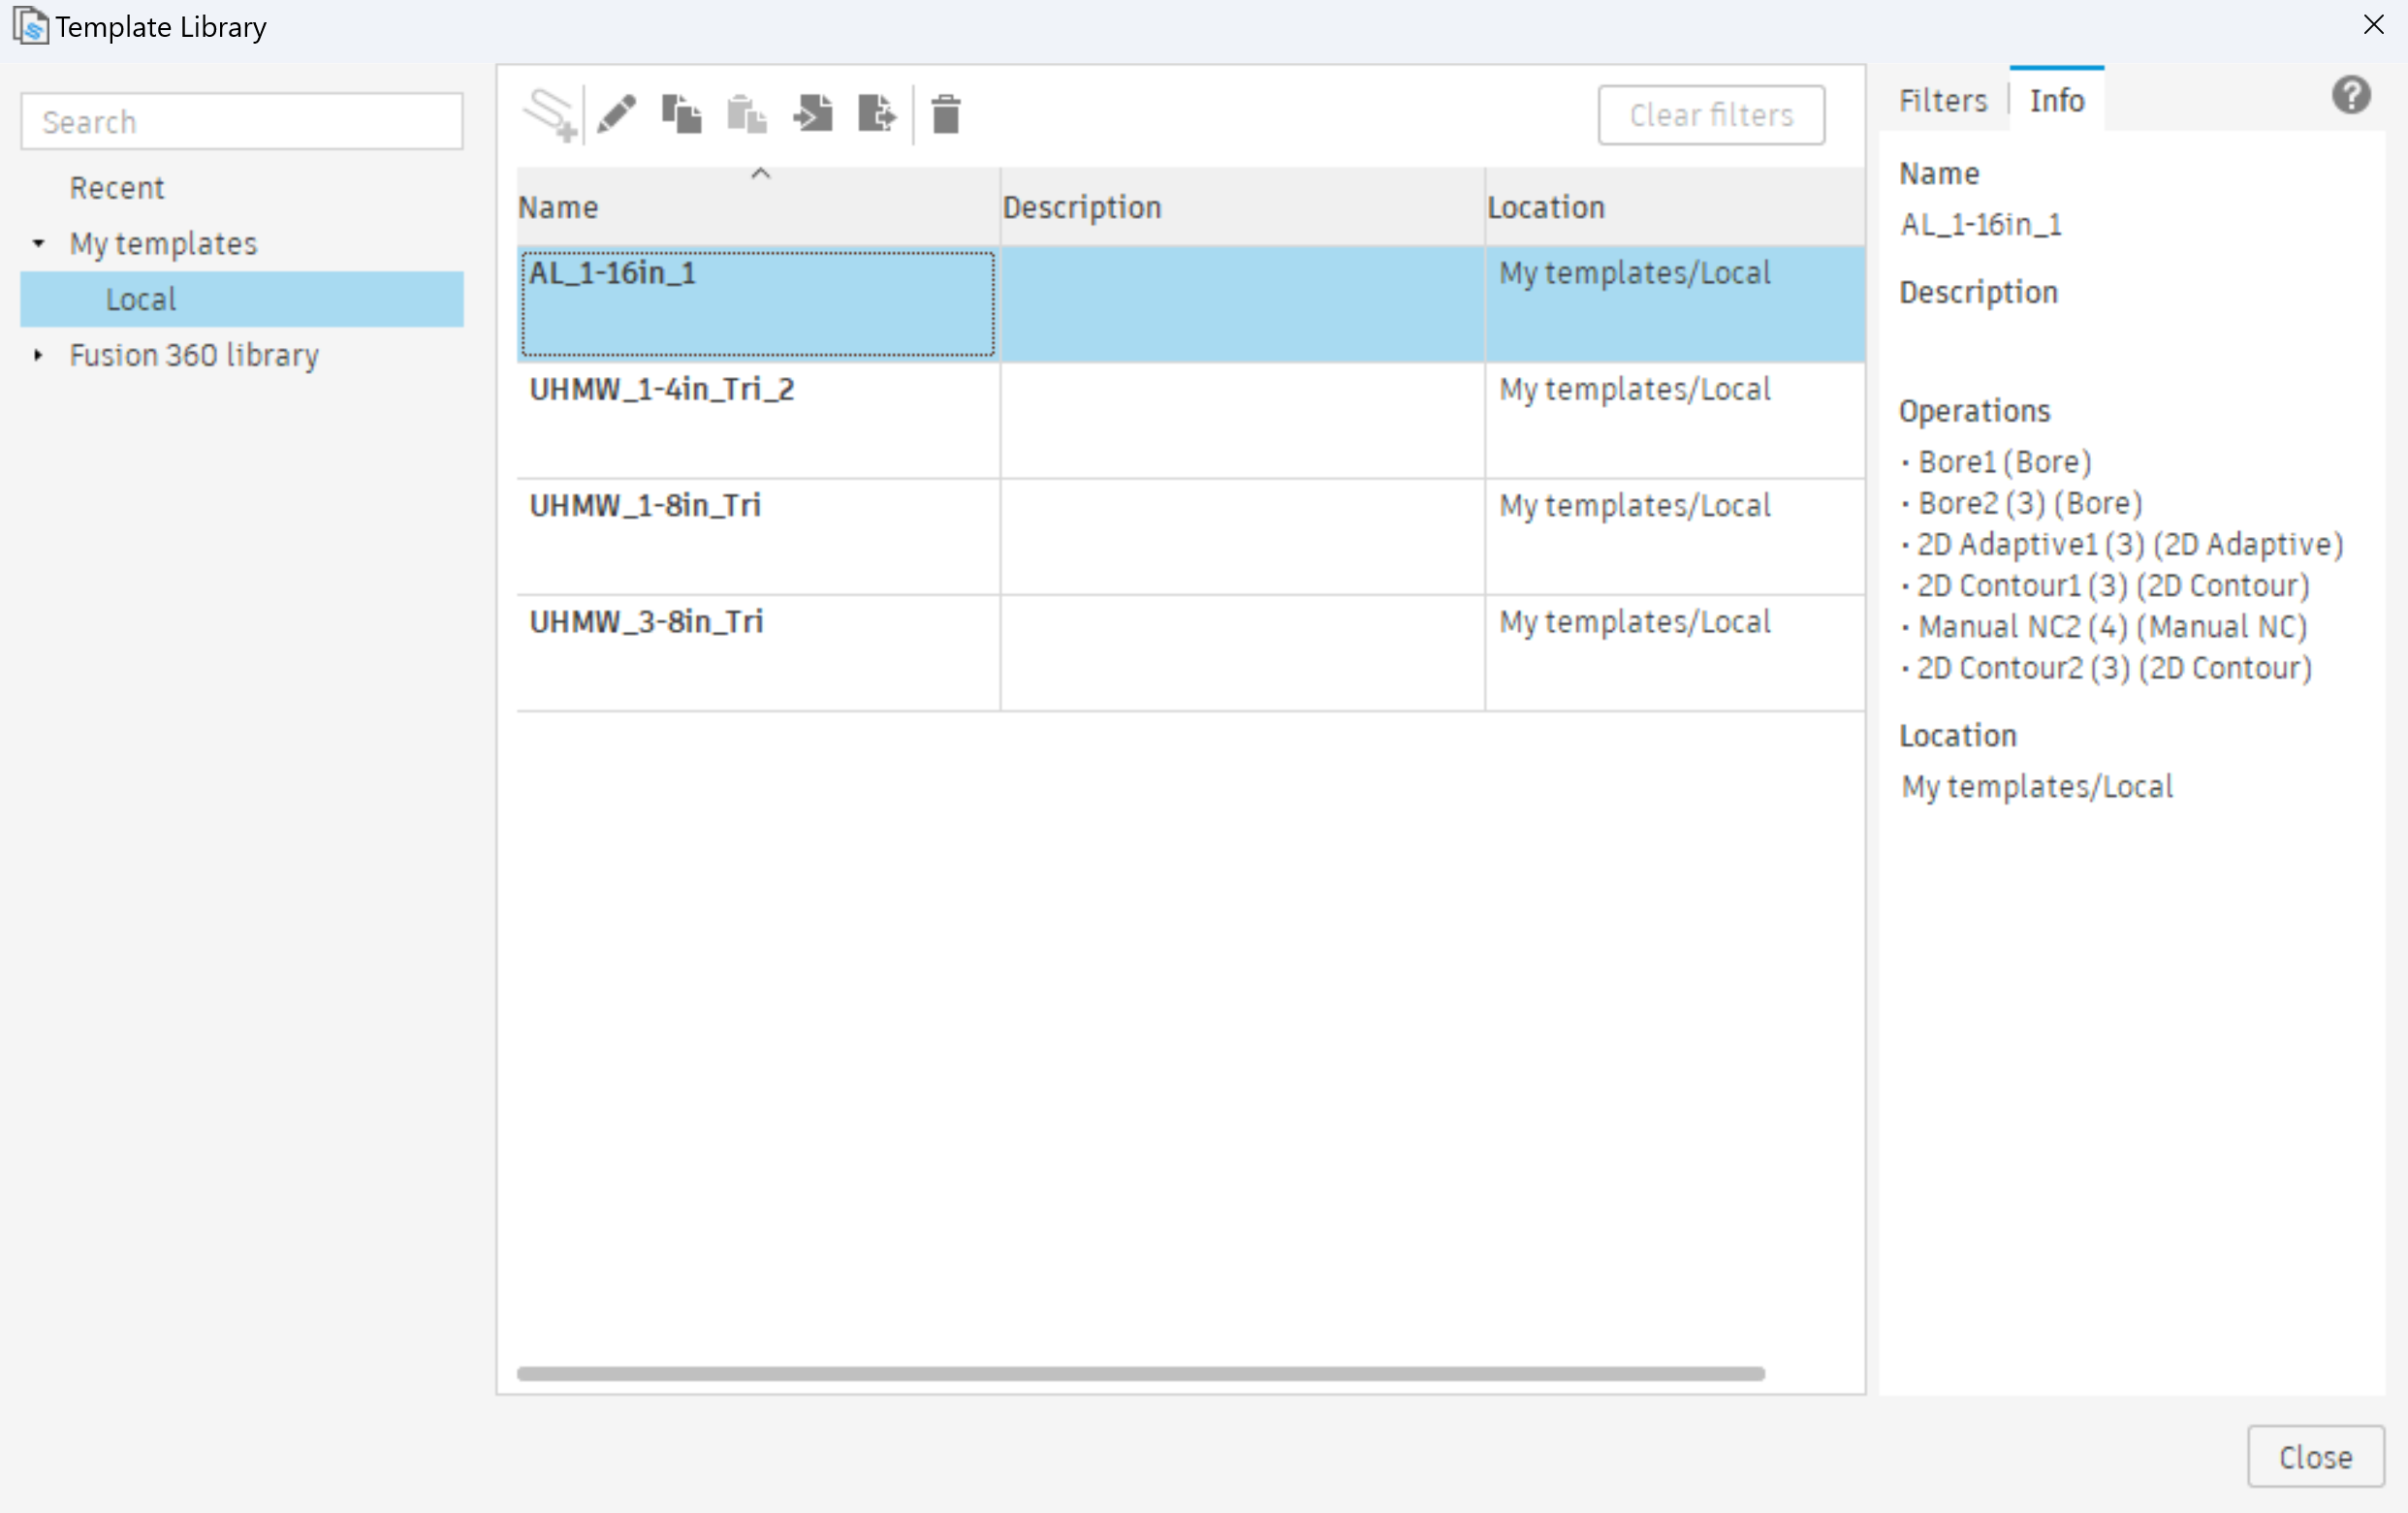 Template Library
Search
Recent
My templates
Local
Fusion 360 library
Clear filters
Name
Description
Location
AL_1-16in_1
My templates/Local
UHMW_1-4in_Tri_2
My templates/Local
UHMW_1-8in_Tri
My templates/Local
UHMW_3-8in_Tri
My templates/Local
Filters | Info
Name
AL_1-16in_1
Description
Operations
· Bore1 (Bore)
· Bore2 (3) (Bore)
· 2D Adaptive1 (3) (2D Adaptive)
· 2D Contour1 (3) (2D Contour)
· Manual NC2 (4) (Manual NC)
· 2D Contour2 (3) (2D Contour)
Location
My templates/Local
Close